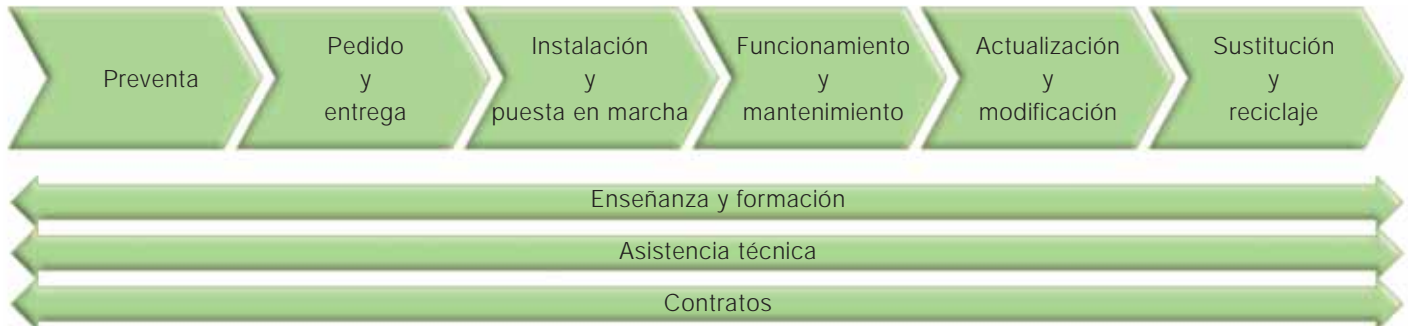 Preventa
Pedido
y
entrega
Instalación
y
puesta en marcha
Funcionamiento
y
mantenimiento
Actualización
y
modificación
Sustitución
y
reciclaje
Enseñanza y formación
Asistencia técnica
Contratos